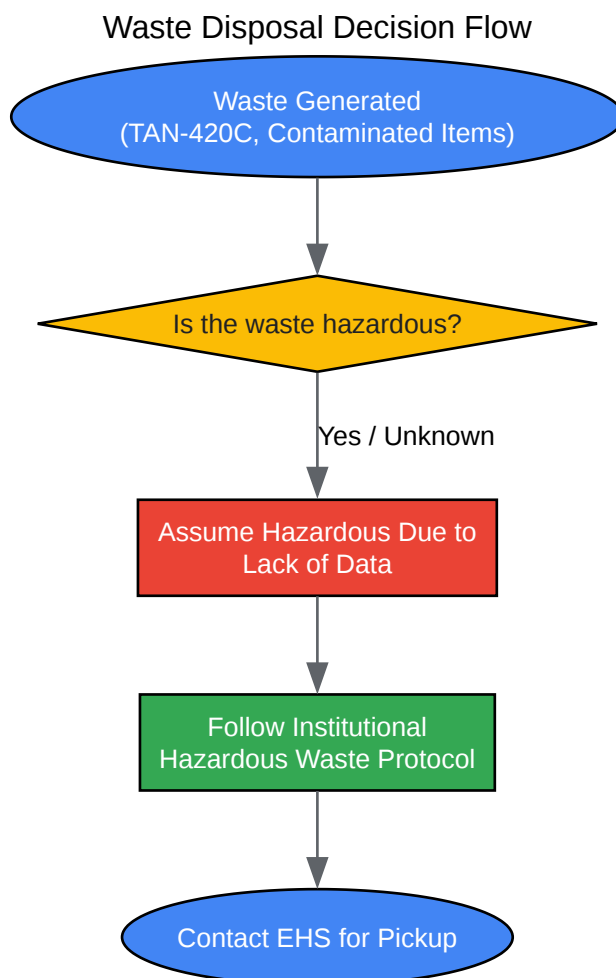 Waste Disposal Decision Flow
Waste Generated
(TAN-420C, Contaminated Items)
Is the waste hazardous?
Yes / Unknown
Assume Hazardous Due to
Lack of Data
Follow Institutional
Hazardous Waste Protocol
Contact EHS for Pickup